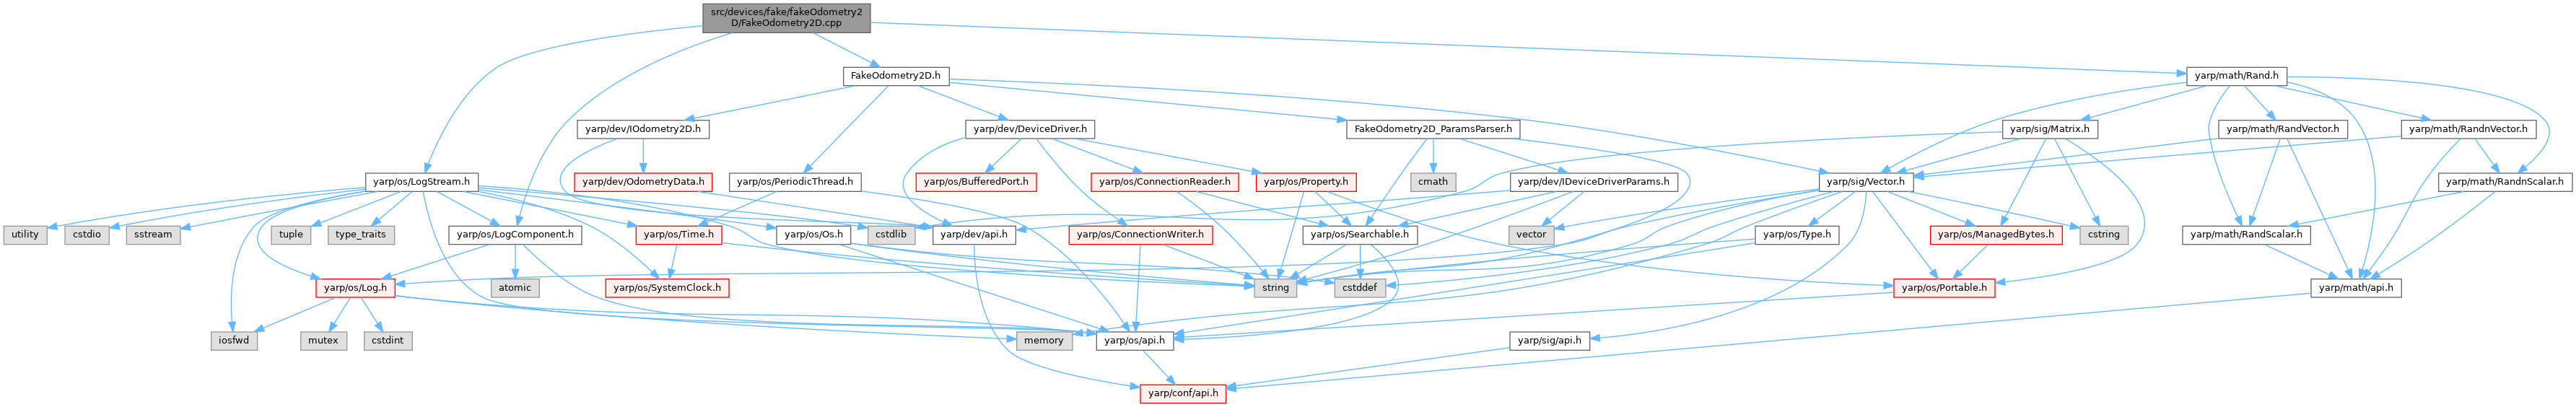 src/devices/fake/fakeOdometry2
D/FakeOdometry2D.cpp
FakeOdometry2D.h
yarp/math/Rand.h
yarp/dev/IOdometry2D.h
yarp/dev/DeviceDriver.h
FakeOdometry2D_ParamsParser.h
yarp/sig/Matrix.h
yarp/math/RandVector.h
yarp/math/RandnVector.h
yarp/os/LogStream.h
yarp/dev/OdometryData.h
yarp/os/PeriodicThread.h
yarp/os/BufferedPort.h
yarp/os/ConnectionReader.h
yarp/os/Property.h
cmath
yarp/dev/IDeviceDriverParams.h
yarp/sig/Vector.h
yarp/math/RandnScalar.h
utility
cstdio
sstream
tuple
type_traits
yarp/os/LogComponent.h
yarp/os/Time.h
yarp/os/Os.h
cstdlib
yarp/dev/api.h
yarp/os/ConnectionWriter.h
yarp/os/Searchable.h
vector
yarp/os/Type.h
yarp/os/ManagedBytes.h
cstring
yarp/math/RandScalar.h
yarp/os/Log.h
atomic
yarp/os/SystemClock.h
string
cstddef
yarp/os/Portable.h
yarp/math/api.h
iosfwd
mutex
cstdint
memory
yarp/os/api.h
yarp/sig/api.h
yarp/conf/api.h